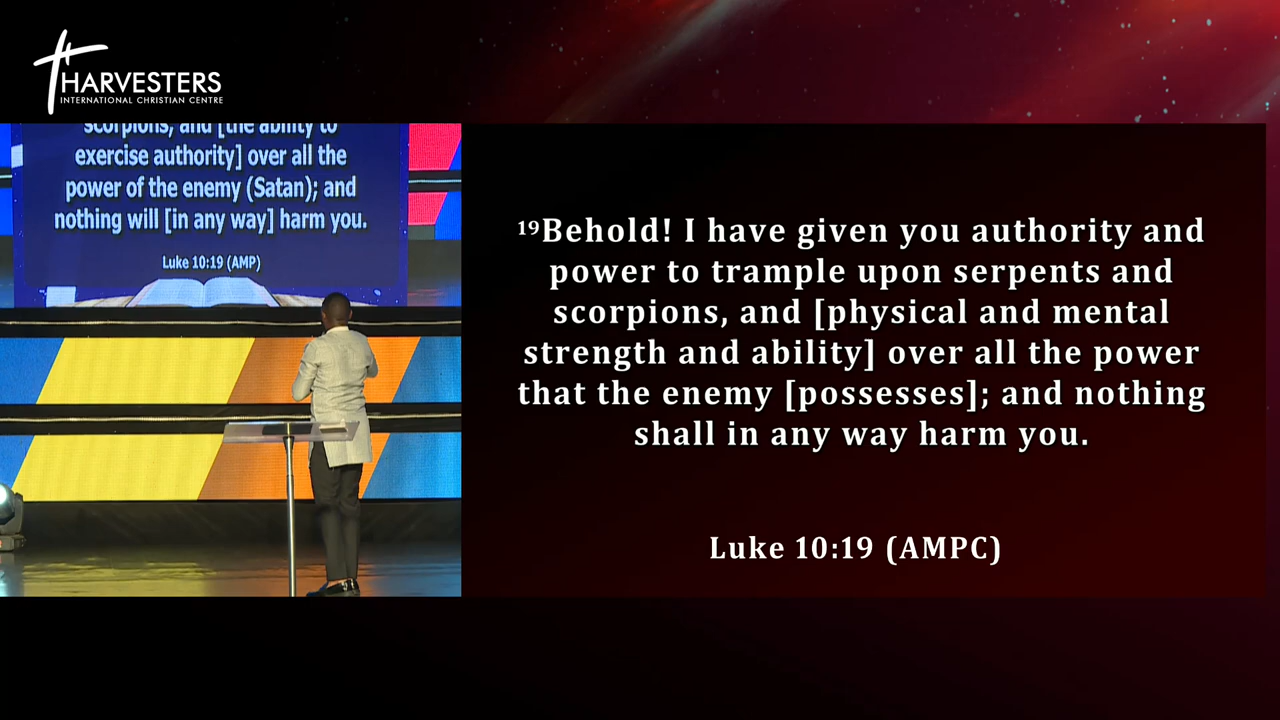 HARVESTERS
INTERNATIONAL CHRISTIAN CENTRE
scorpions, and [the ability to
exercise authority] over all the
power of the enemy (Satan); and
nothing will [in any way] harm you.
Luke 10:19 (AMP)
¹⁹Behold! I have given you authority and
power to trample upon serpents and
scorpions, and [physical and mental
strength and ability] over all the power
that the enemy [possesses]; and nothing
shall in any way harm you.
Luke 10:19 (AMPC)